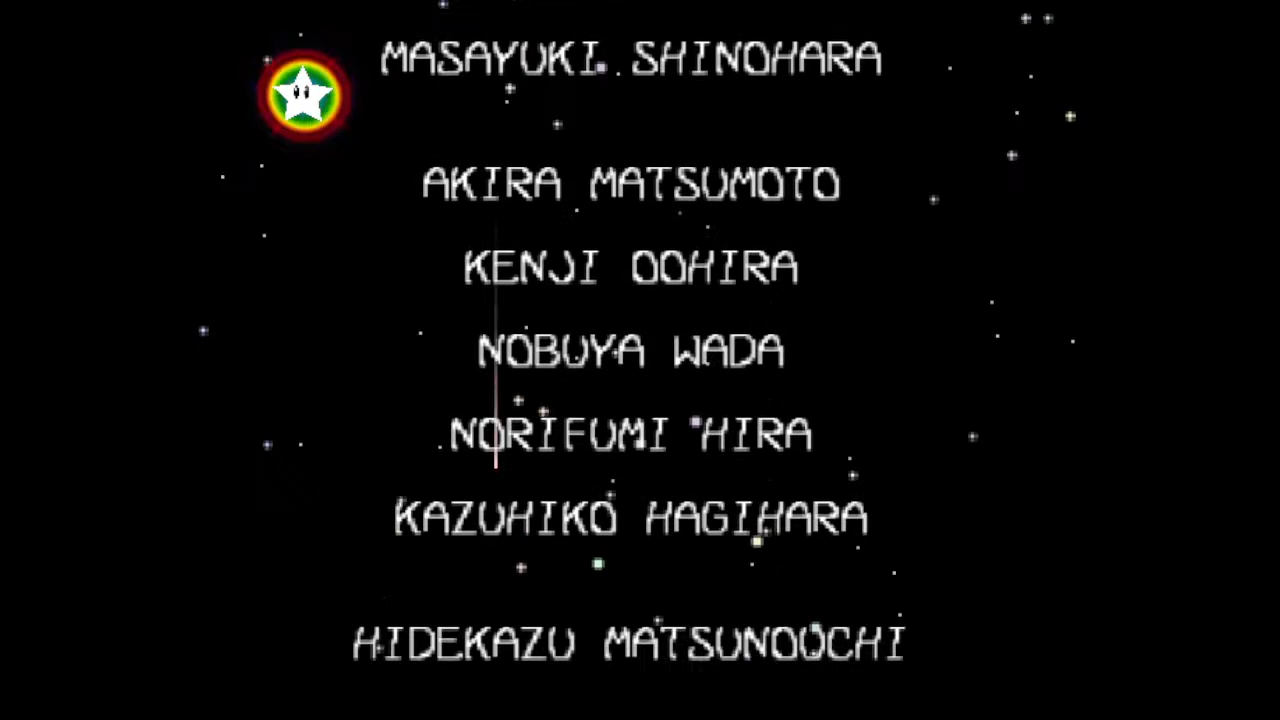 MASAYUKI SHINOHARA
AKIRA MATSUMOTO
KENJI OOHIRA
NOBUYA WADA
NORIFUMI HIRA
KAZUHIKO HAGIHARA
HIDEKAZU MATSUNOUCHI